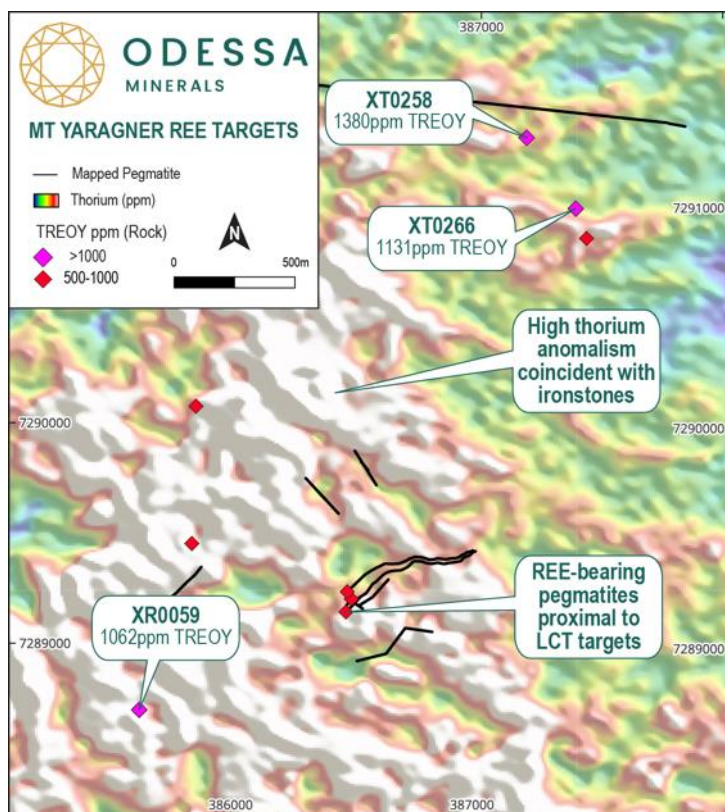 ODESSA
MINERALS
MT YARAGNER REE TARGETS
Mapped Pegmatite
Thorium (ppm)
TREOY ppm (Rock)
>1000
500-1000
N
0 500m
387000
XT0258
1380ppm TREOY
7291000
XT0266
1131ppm TREOY
High thorium
anomalism
coincident with
ironstones
7290000
7290000
REE-bearing
pegmatites
proximal to
LCT targets
XR0059
1062ppm TREOY
7289000
7289000
386000
387000